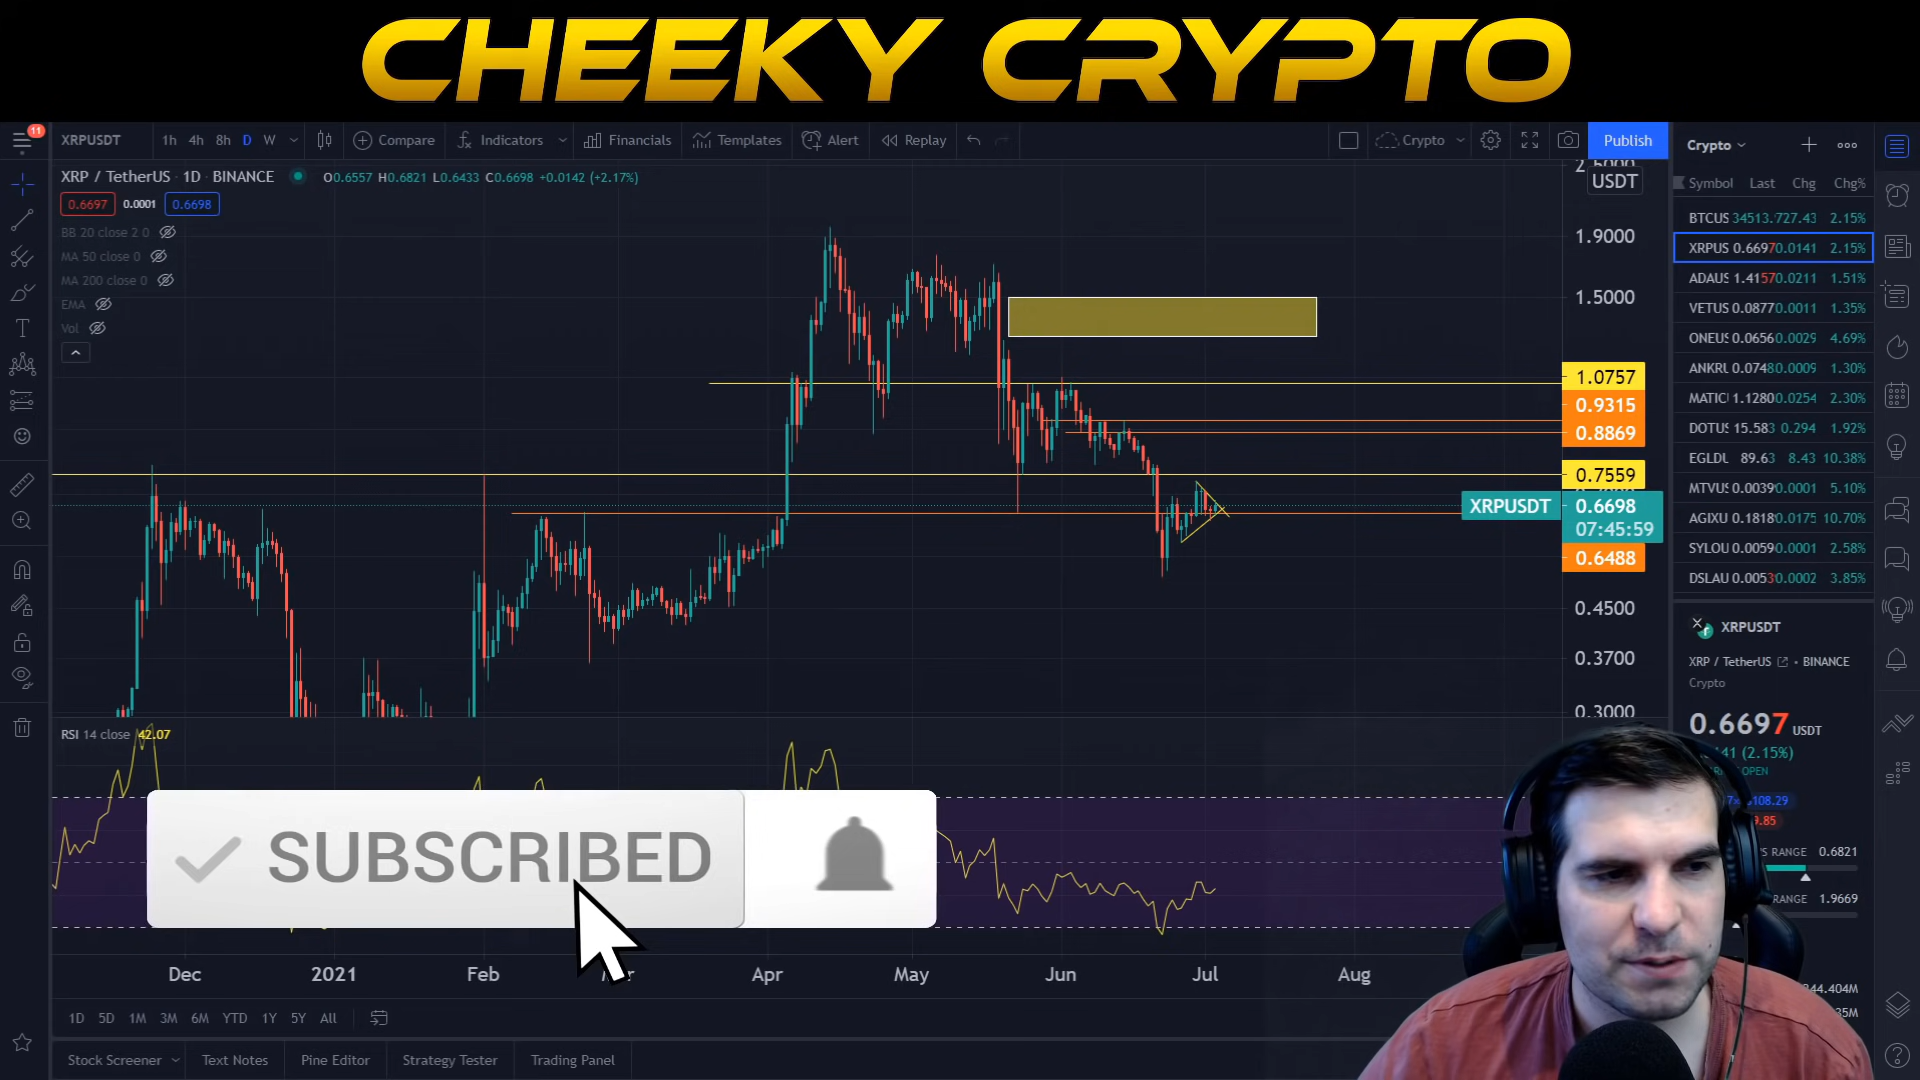 CHEEKY CRYPTO
11
XRPUSDT 1h 4h 8h D W Compare Indicators Financials Templates Alert Replay Crypto Publish
Crypto
XRP / TetherUS · 1D · BINANCE O0.6557 H0.6821 L0.6433 C0.6698 +0.0142 (+2.17%)
USDT
Symbol Last Chg Chg%
0.6697 0.0001 0.6698
BB 20 close 2 0
MA 50 close 0
MA 200 close 0
EMA
Vol
1.9000
1.5000
1.0757
0.9315
0.8869
0.7559
XRPUSDT 0.6698
07:45:59
0.6488
0.4500
0.3700
0.3000
BTCUS 34513.727.43 2.15%
XRPUS 0.6697 0.0141 2.15%
ADAUS 1.4157 0.0211 1.51%
VETUS 0.0877 0.0011 1.35%
ONEUS 0.0656 0.0029 4.69%
ANKRU 0.0748 0.0009 1.30%
MATIC 1.1280 0.0254 2.30%
DOTUS 15.583 0.294 1.92%
EGLDU 89.63 8.43 10.38%
MTVUS 0.0039 0.0001 5.10%
AGIXU 0.1818 0.0175 10.70%
SYLOU 0.0059 0.0001 2.58%
DSLAU 0.0053 0.0002 3.85%
XRPUSDT
XRP / TetherUS · BINANCE
Crypto
0.6697 USDT
(2.15%)
OPEN
108.29
9.85
RANGE 0.6821
RANGE 1.9669
RSI 14 close 42.07
SUBSCRIBED
Dec 2021 Feb Apr May Jun Jul Aug
1D 5D 1M 3M 6M YTD 1Y 5Y All
Stock Screener Text Notes Pine Editor Strategy Tester Trading Panel